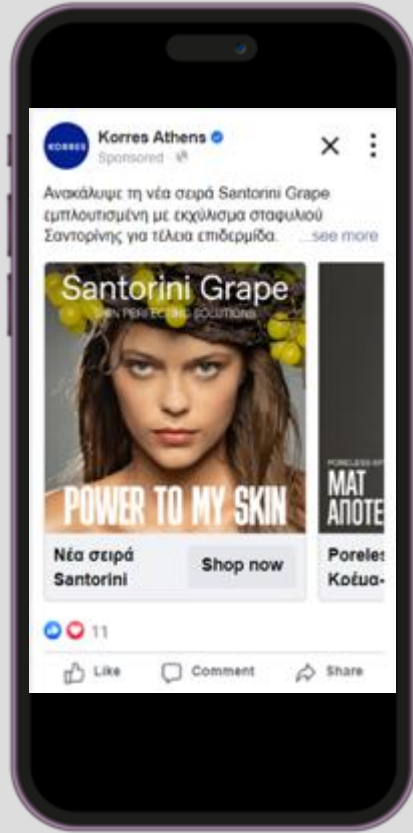 KORRES
Korres Athens
Sponsored
Ανακάλυψε τη νέα σειρά Santorini Grape
εμπλουτισμένη με εκχύλισμα σταφυλιού
Σαντορίνης για τέλεια επιδερμίδα. ...see more
Santorini Grape
SKIN PERFECTING SOLUTIONS
POWER TO MY SKIN
Νέα σειρά
Santorini
Shop now
ΜΑΤ
ΑΠΟΤΕ
Poreles
Κρέμα-
11
Like Comment Share